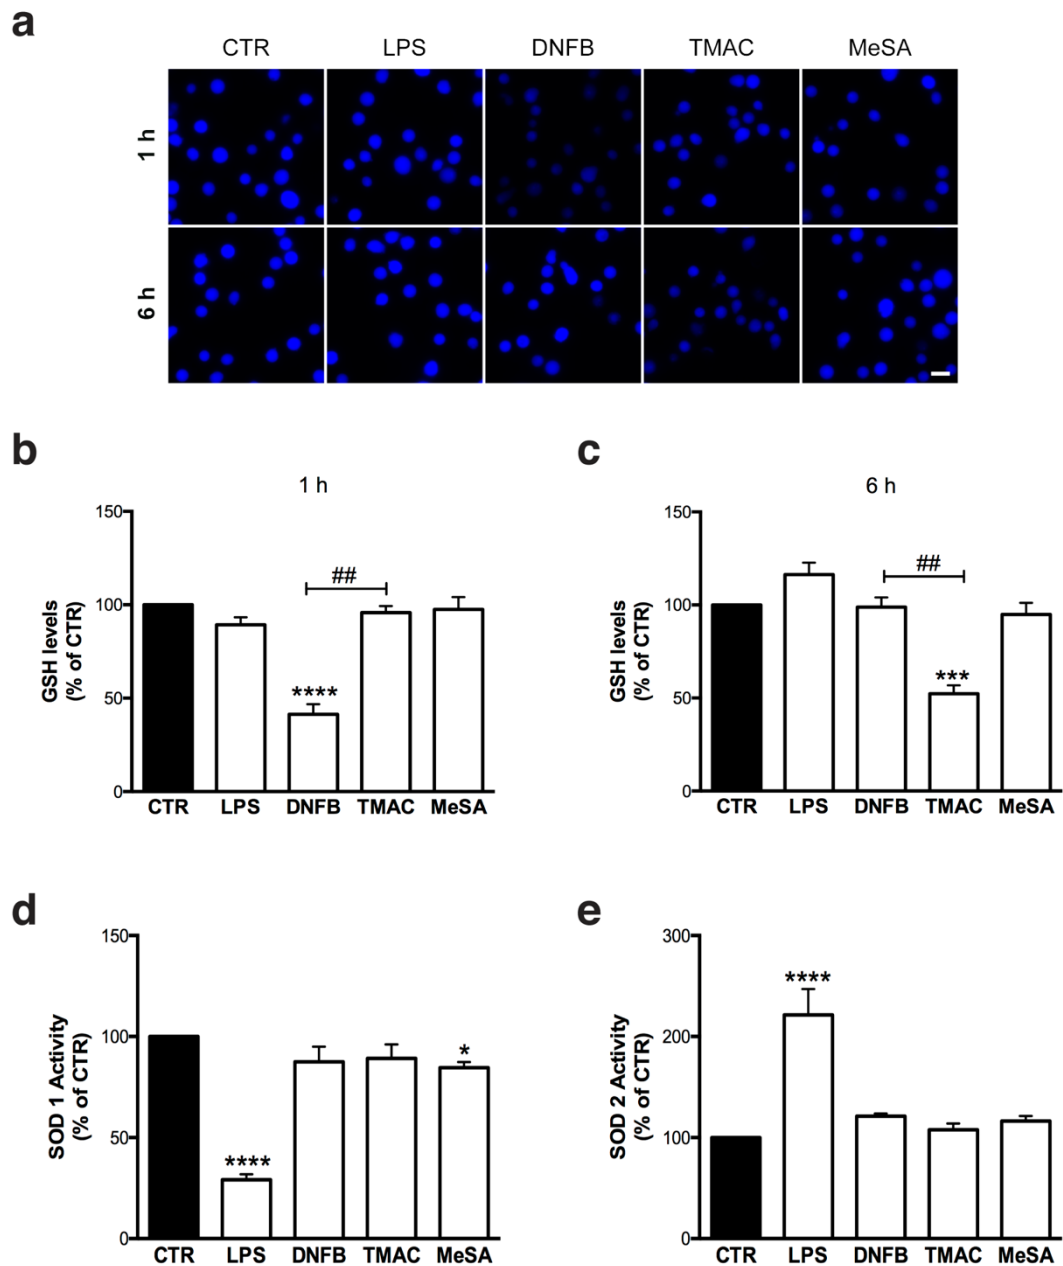 a
CTR LPS DNFB TMAC MeSA
1 h
6 h
b
1 h
GSH levels
(% of CTR)
150
100
50
0
##
****
CTR LPS DNFB TMAC MeSA
c
6 h
GSH levels
(% of CTR)
150
100
50
0
##
***
CTR LPS DNFB TMAC MeSA
d
SOD 1 Activity
(% of CTR)
150
100
50
0
****
*
CTR LPS DNFB TMAC MeSA
e
SOD 2 Activity
(% of CTR)
300
200
100
0
****
CTR LPS DNFB TMAC MeSA